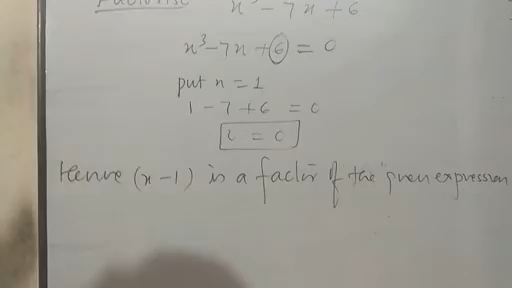 Factorise x³ - 7x + 6
x³ - 7x + 6 = 0
put x = 1
1 - 7 + 6 = 0
0 = 0
Hence (x - 1) is a factor of the given expression